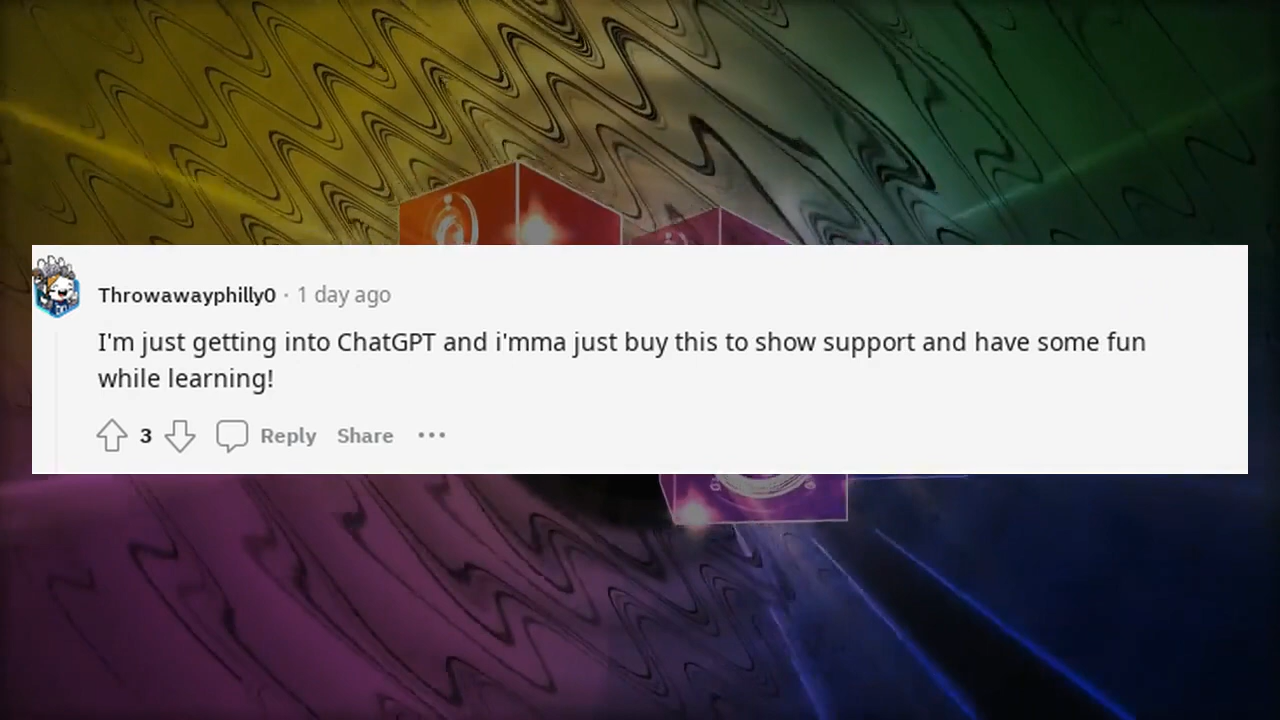 Throwawayphilly0 · 1 day ago
I'm just getting into ChatGPT and i'mma just buy this to show support and have some fun
while learning!
3 Reply Share ···